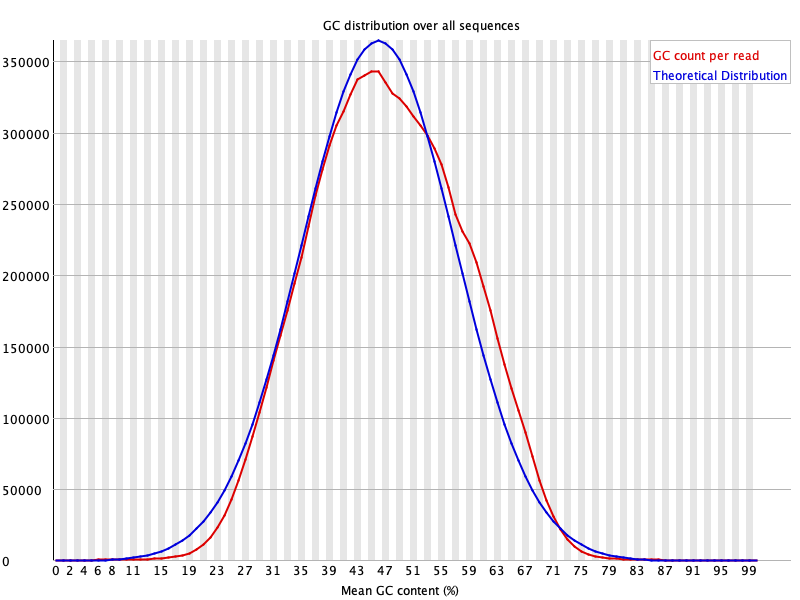 GC distribution over all sequences
GC count per read
Theoretical Distribution
350000
300000
250000
200000
150000
100000
50000
0
0 2 4 6 8 11 15 19 23 27 31 35 39 43 47 51 55 59 63 67 71 75 79 83 87 91 95 99
Mean GC content (%)